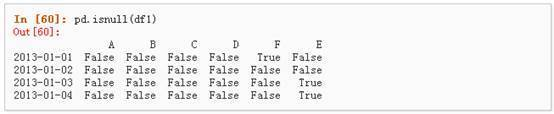 In [60]: pd.isnull(df1)
Out[60]:
A B C D F E
2013-01-01 False False False False True False
2013-01-02 False False False False False False
2013-01-03 False False False False False True
2013-01-04 False False False False False True